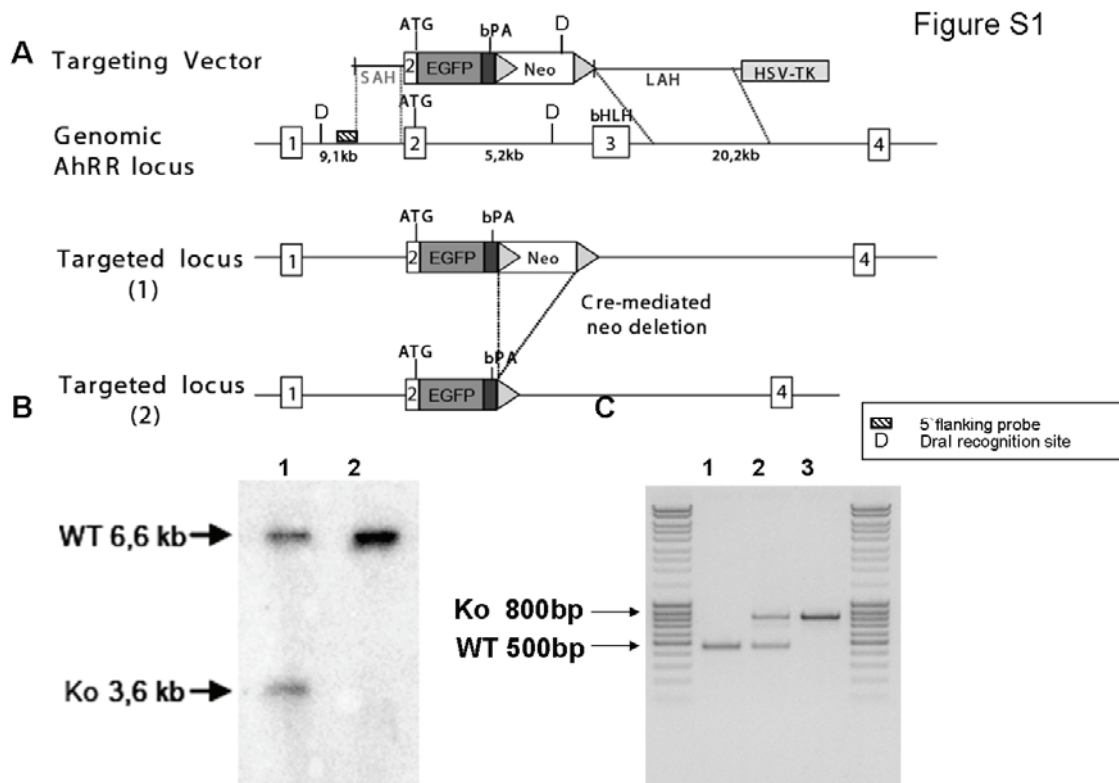 Figure S1
A
Targeting Vector
ATG
bPA
D
SAH
2
EGFP
Neo
LAH
HSV-TK
Genomic
AhRR locus
1
D
9,1kb
ATG
2
5,2kb
D
bHLH
3
20,2kb
4
Targeted locus
(1)
1
ATG
2
EGFP
bPA
Neo
4
Cre-mediated
neo deletion
Targeted locus
(2)
1
ATG
2
EGFP
bPA
4
5`flanking probe
D DraI recognition site
B
1 2
WT 6,6 kb
Ko 3,6 kb
C
1 2 3
Ko 800bp
WT 500bp